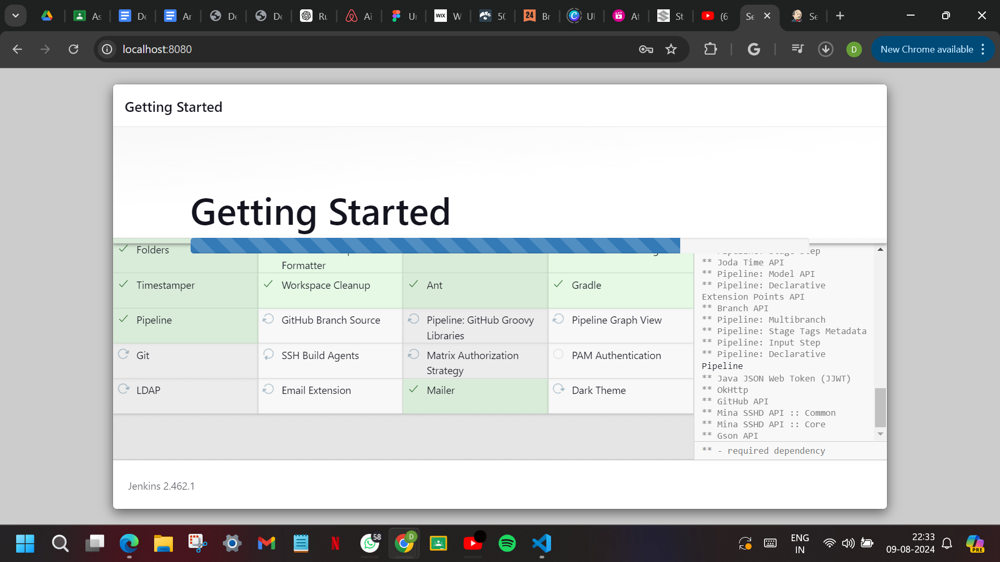 As
De
Ar
De
De
Ru
Ai
Ur
WIX
W
50
24
Br
Ul
At
St
(6
Se
Se
localhost:8080
D
New Chrome available
Getting Started
Getting Started
Folders
Formatter
Timestamper
Workspace Cleanup
Ant
Gradle
Pipeline
GitHub Branch Source
Pipeline: GitHub Groovy
Libraries
Pipeline Graph View
Git
SSH Build Agents
Matrix Authorization
Strategy
PAM Authentication
LDAP
Email Extension
Mailer
Dark Theme
** Pipeline: Stage Step
** Joda Time API
** Pipeline: Model API
** Pipeline: Declarative
Extension Points API
** Branch API
** Pipeline: Multibranch
** Pipeline: Stage Tags Metadata
** Pipeline: Input Step
** Pipeline: Declarative
Pipeline
** Java JSON Web Token (JJWT)
** OkHttp
** GitHub API
** Mina SSHD API :: Common
** Mina SSHD API :: Core
** Gson API
** - required dependency
Jenkins 2.462.1
58
D
ENG
IN
22:33
09-08-2024
PRE